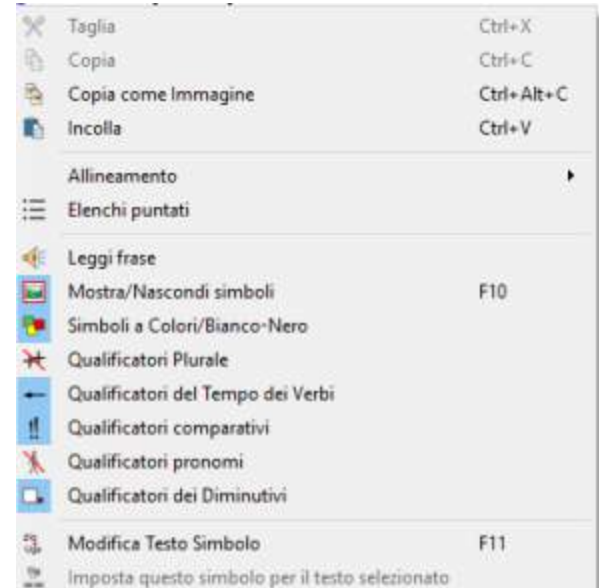 Taglia Ctrl+X
Copia Ctrl+C
Copia come Immagine Ctrl+Alt+C
Incolla Ctrl+V
Allineamento
Elenchi puntati
Leggi frase
Mostra/Nascondi simboli F10
Simboli a Colori/Bianco-Nero
Qualificatori Plurale
Qualificatori del Tempo dei Verbi
Qualificatori comparativi
Qualificatori pronomi
Qualificatori dei Diminutivi
Modifica Testo Simbolo F11
Imposta questo simbolo per il testo selezionato